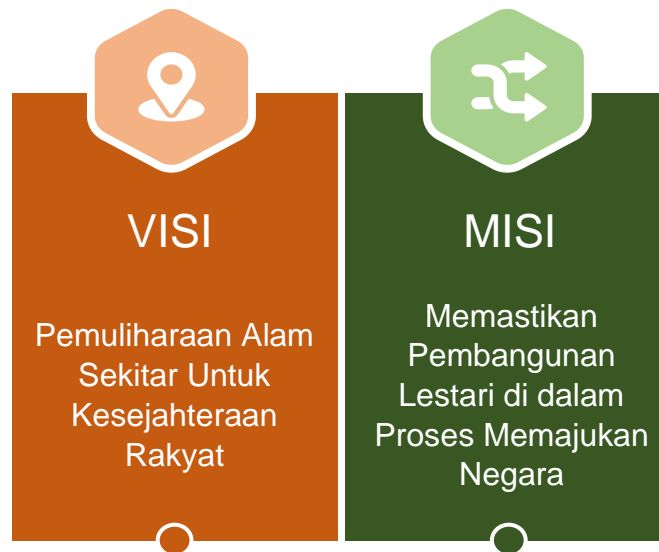 VISI
Pemuliharaan Alam
Sekitar Untuk
Kesejahteraan
Rakyat
MISI
Memastikan
Pembangunan
Lestari di dalam
Proses Memajukan
Negara